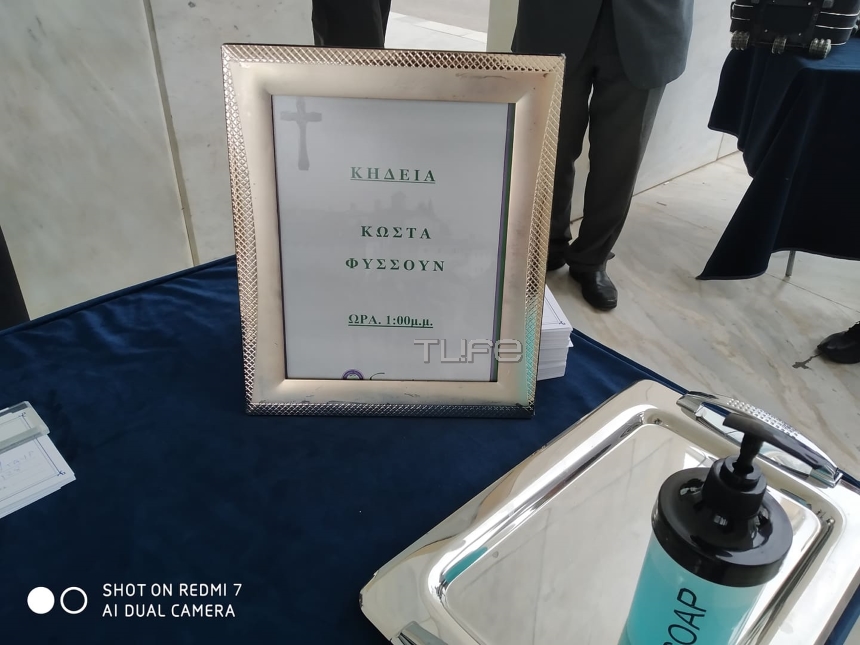 ΚΗΔΕΙΑ
ΚΩΣΤΑ
ΦΥΣΣΟΥΝ
ΩΡΑ. 1:00μ.μ.
TLiFe
SOAP
SHOT ON REDMI 7
AI DUAL CAMERA